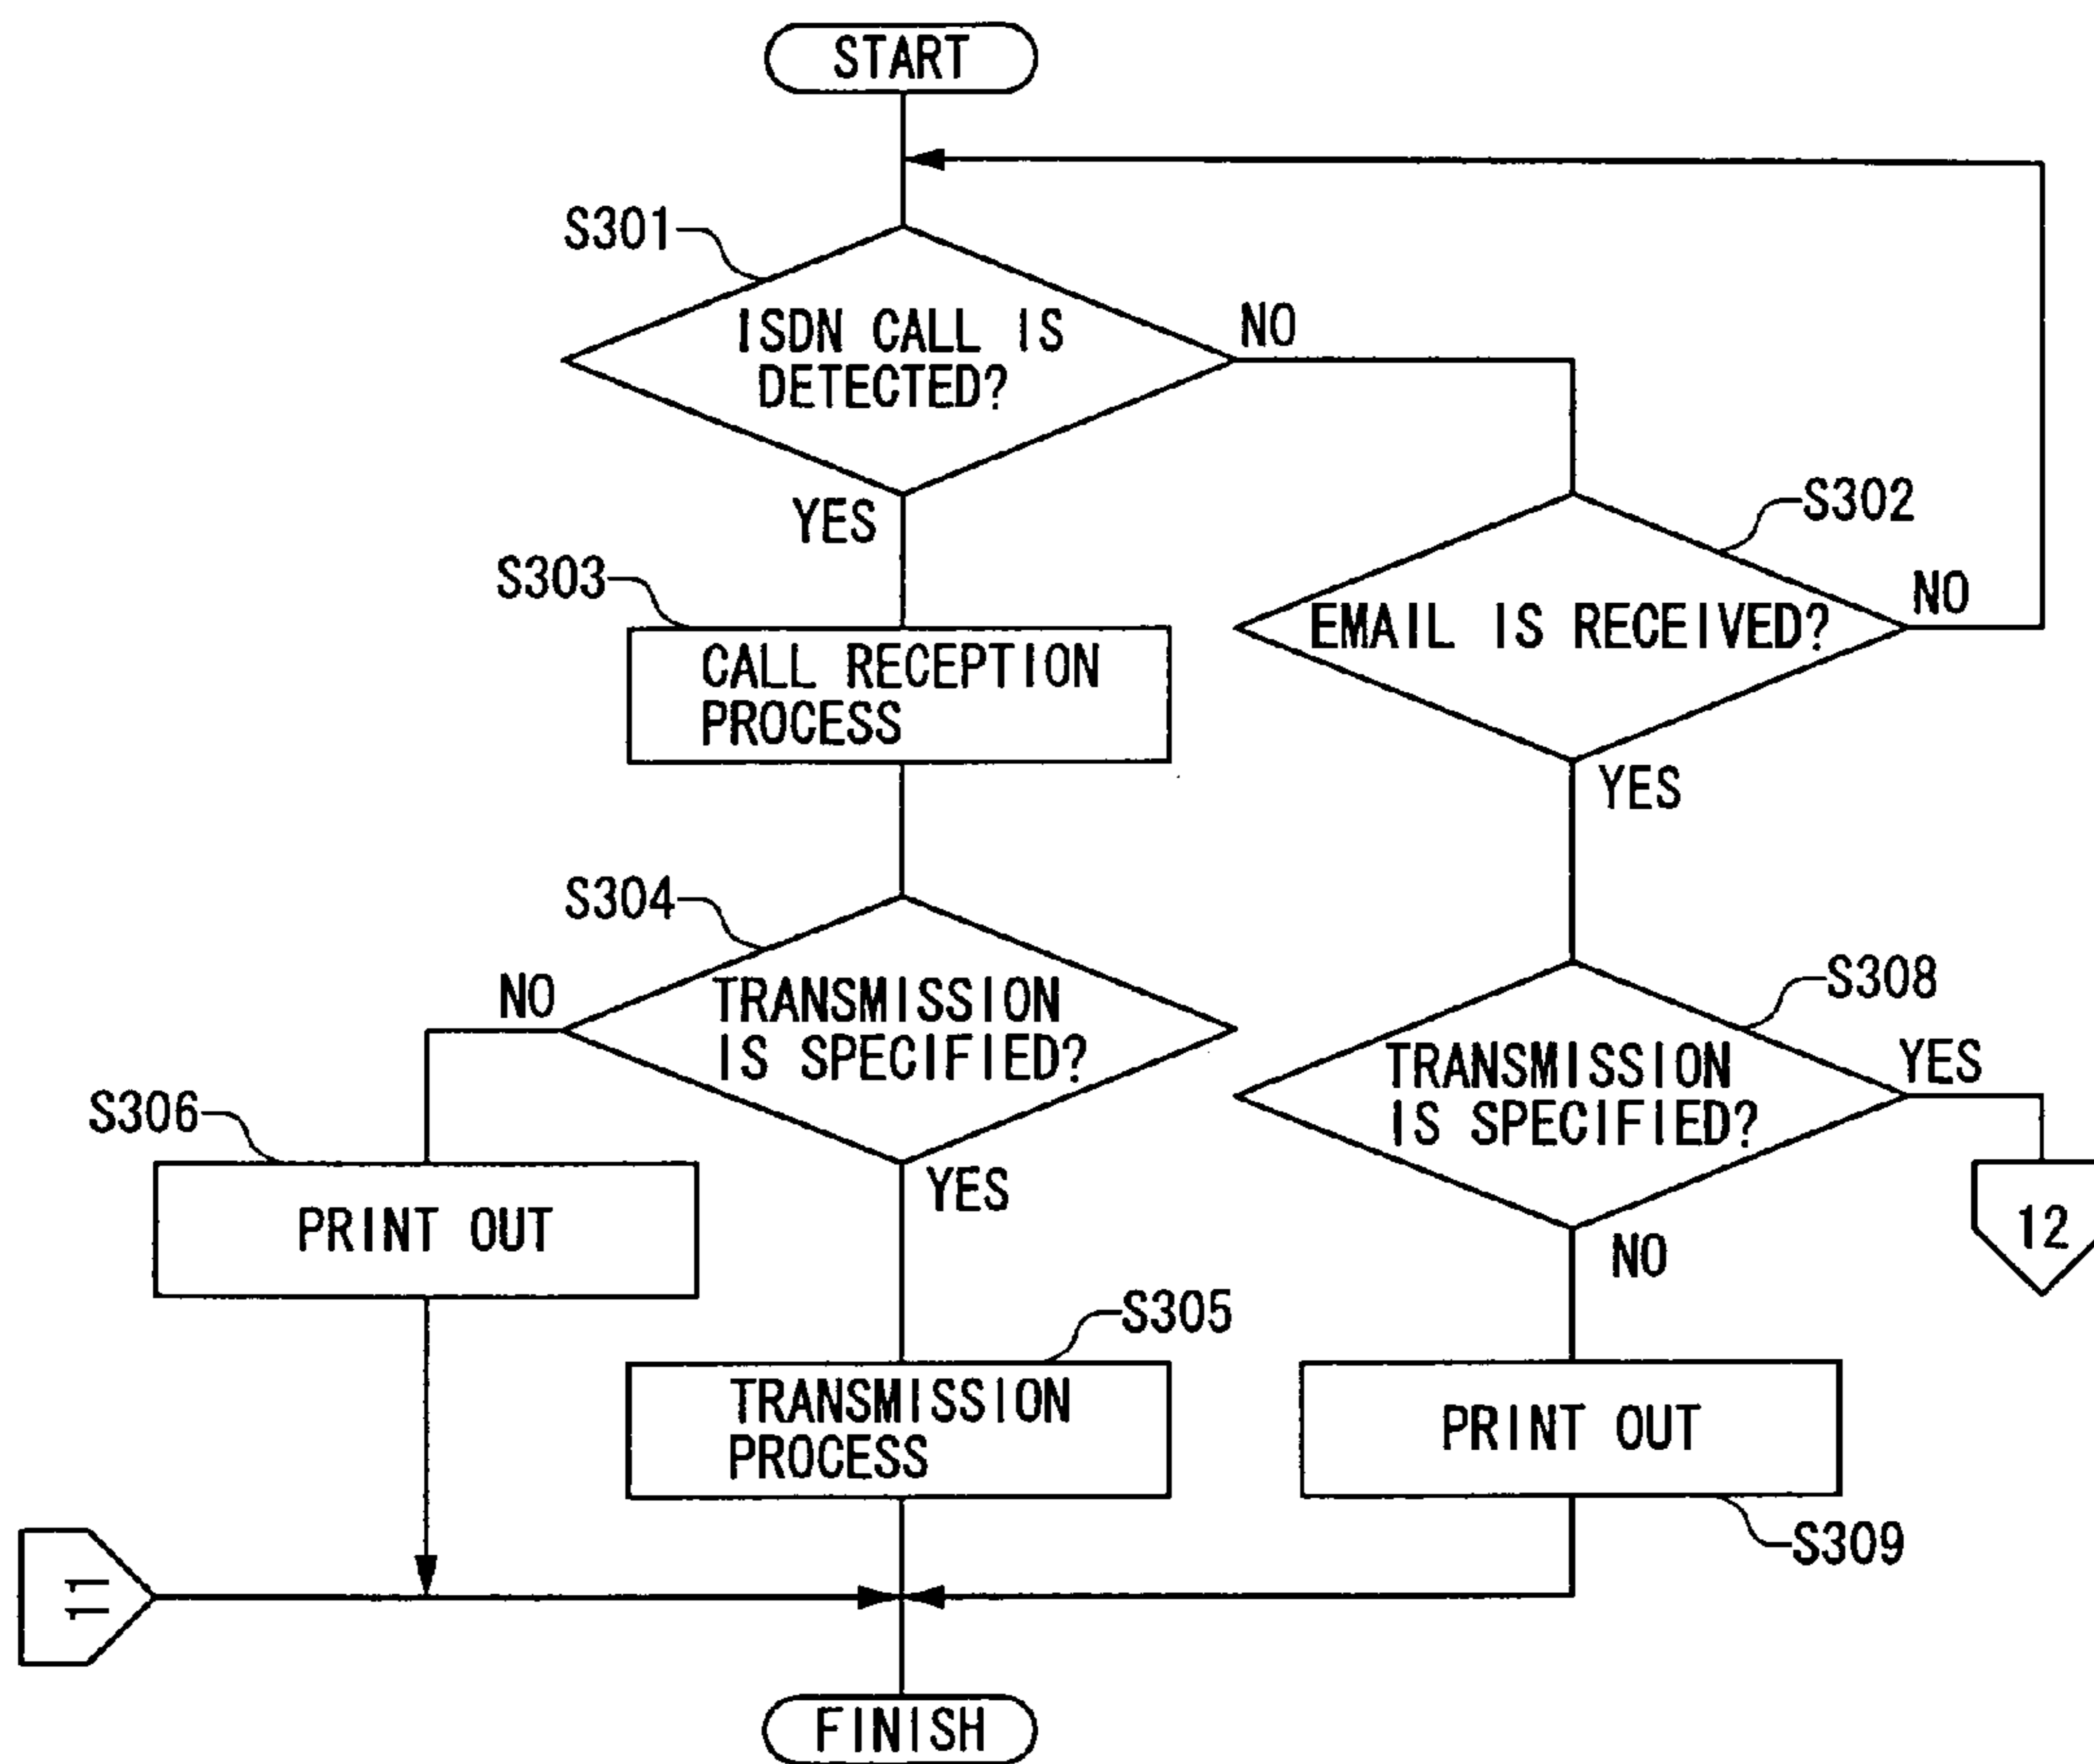 START
S301
ISDN CALL IS
DETECTED?
NO
YES
S302
EMAIL IS RECEIVED?
NO
YES
S303
CALL RECEPTION
PROCESS
S304
TRANSMISSION
IS SPECIFIED?
NO
YES
S308
TRANSMISSION
IS SPECIFIED?
YES
NO
12
S306
PRINT OUT
S305
TRANSMISSION
PROCESS
PRINT OUT
S309
11
FINISH